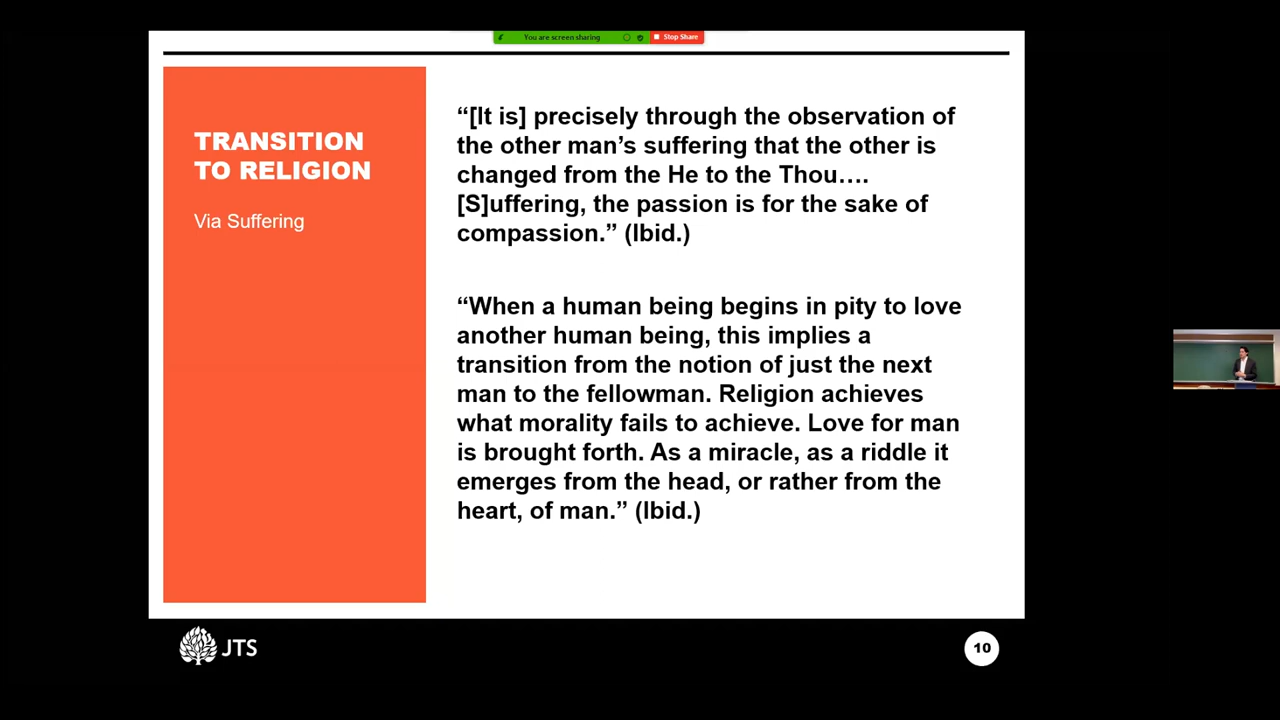 You are screen sharing
Stop Share
TRANSITION
TO RELIGION
Via Suffering
“[It is] precisely through the observation of
the other man’s suffering that the other is
changed from the He to the Thou….
[S]uffering, the passion is for the sake of
compassion.” (Ibid.)
“When a human being begins in pity to love
another human being, this implies a
transition from the notion of just the next
man to the fellowman. Religion achieves
what morality fails to achieve. Love for man
is brought forth. As a miracle, as a riddle it
emerges from the head, or rather from the
heart, of man.” (Ibid.)
JTS
10